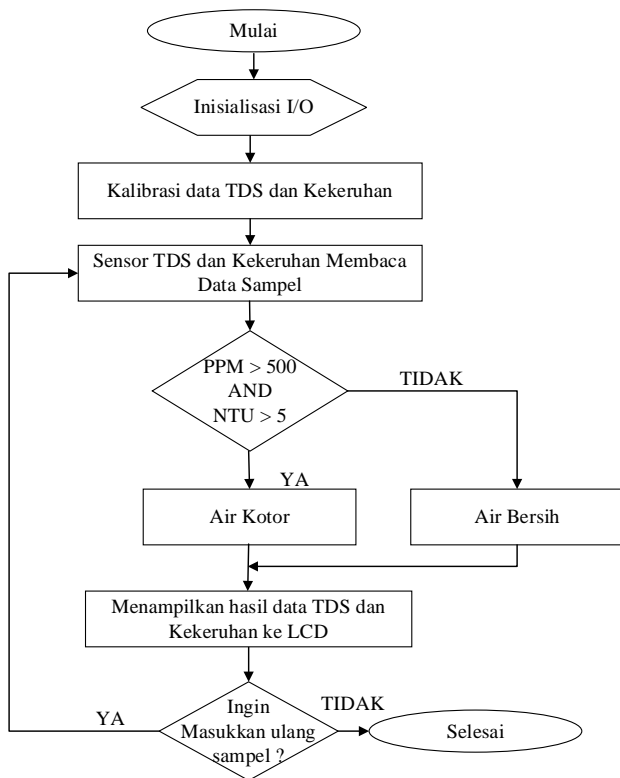 Mulai
Inisialisasi I/O
Kalibrasi data TDS dan Kekeruhan
Sensor TDS dan Kekeruhan Membaca
Data Sampel
PPM > 500
AND
NTU > 5
TIDAK
YA
Air Kotor
Air Bersih
Menampilkan hasil data TDS dan
Kekeruhan ke LCD
Ingin
Masukkan ulang
sampel ?
YA
TIDAK
Selesai